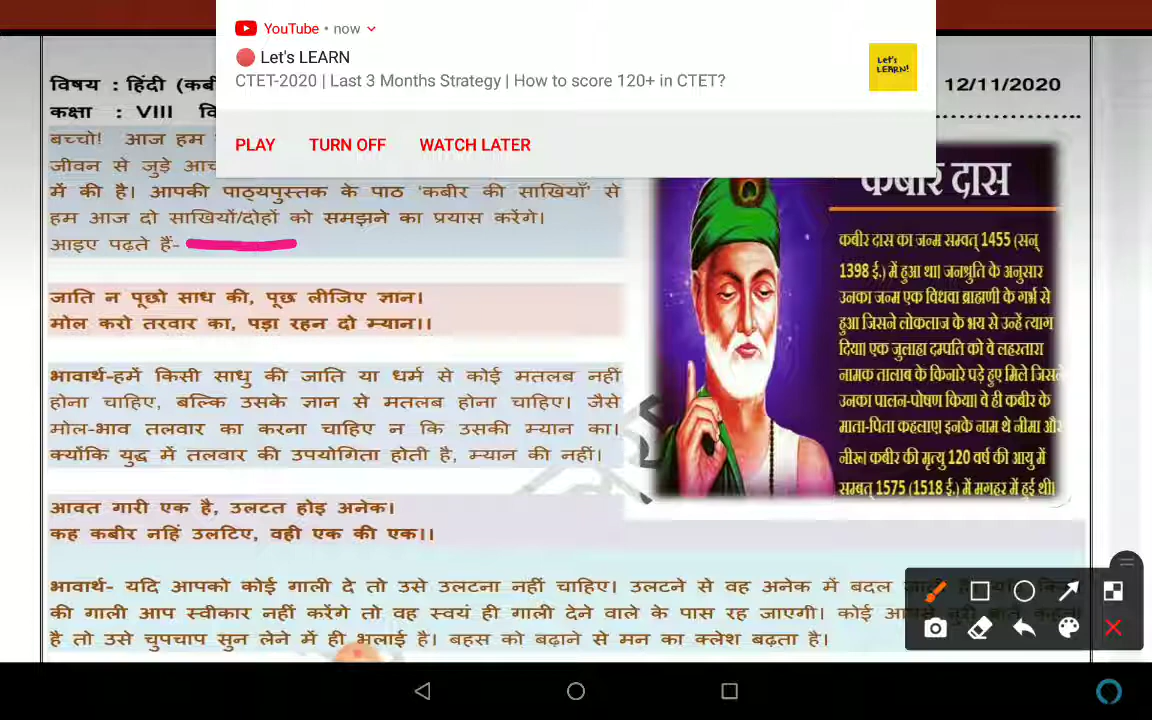 YouTube • now
Let's LEARN
CTET-2020 | Last 3 Months Strategy | How to score 120+ in CTET?
Let's
LEARN!
PLAY TURN OFF WATCH LATER
विषय : हिंदी (कबी
12/11/2020
कक्षा : VIII वि
बच्चो! आज हम
जीवन से जुड़े आच
में की है। आपकी पाठ्यपुस्तक के पाठ 'कबीर की साखियाँ' से
हम आज दो साखियों/दोहों को समझने का प्रयास करेंगे।
आइए पढ़ते हैं-
जाति न पूछो साध की, पूछ लीजिए ज्ञान।
मोल करो तरवार का, पड़ा रहन दो म्यान।।
भावार्थ-हमें किसी साधु की जाति या धर्म से कोई मतलब नहीं
होना चाहिए, बल्कि उसके ज्ञान से मतलब होना चाहिए। जैसे
मोल-भाव तलवार का करना चाहिए न कि उसकी म्यान का।
क्योंकि युद्ध में तलवार की उपयोगिता होती है, म्यान की नहीं।
कबीर दास
कबीर दास का जन्म सम्वत् 1455 (सन्
1398 ई.) में हुआ था। जनश्रुति के अनुसार
उनका जन्म एक विधवा ब्राह्मणी के गर्भ से
हुआ जिसने लोकलाज के भय से उन्हें त्याग
दिया। एक जुलाहा दम्पति को वे लहरतारा
नामक तालाब के किनारे पड़े हुए मिले जिसने
उनका पालन-पोषण किया। वे ही कबीर के
माता-पिता कहलाए। इनके नाम थे नीमा और
नीरू। कबीर की मृत्यु 120 वर्ष की आयु में
सम्वत् 1575 (1518 ई.) में मगहर में हुई थी।
आवत गारी एक है, उलटत होइ अनेक।
कह कबीर नहिं उलटिए, वही एक की एक।।
भावार्थ- यदि आपको कोई गाली दे तो उसे उलटना नहीं चाहिए। उलटने से वह अनेक में बदल
की गाली आप स्वीकार नहीं करेंगे तो वह स्वयं ही गाली देने वाले के पास रह जाएगी। कोई आपसे बुरी बात कहता
है तो उसे चुपचाप सुन लेने में ही भलाई है। बहस को बढ़ाने से मन का क्लेश बढ़ता है।